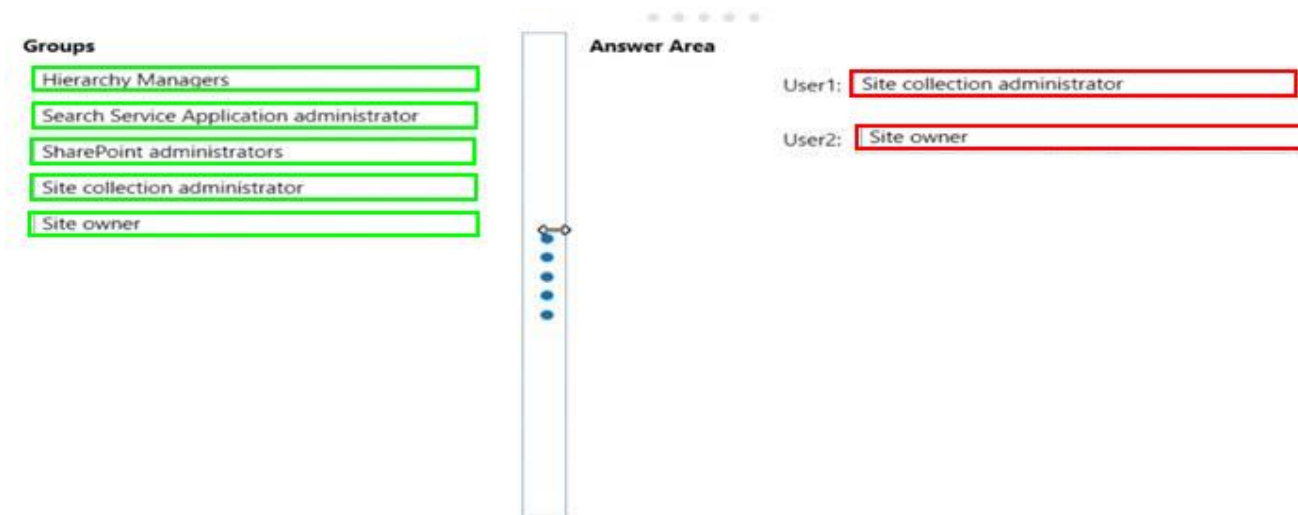 Groups
Hierarchy Managers
Search Service Application administrator
SharePoint administrators
Site collection administrator
Site owner
Answer Area
User1: Site collection administrator
User2: Site owner